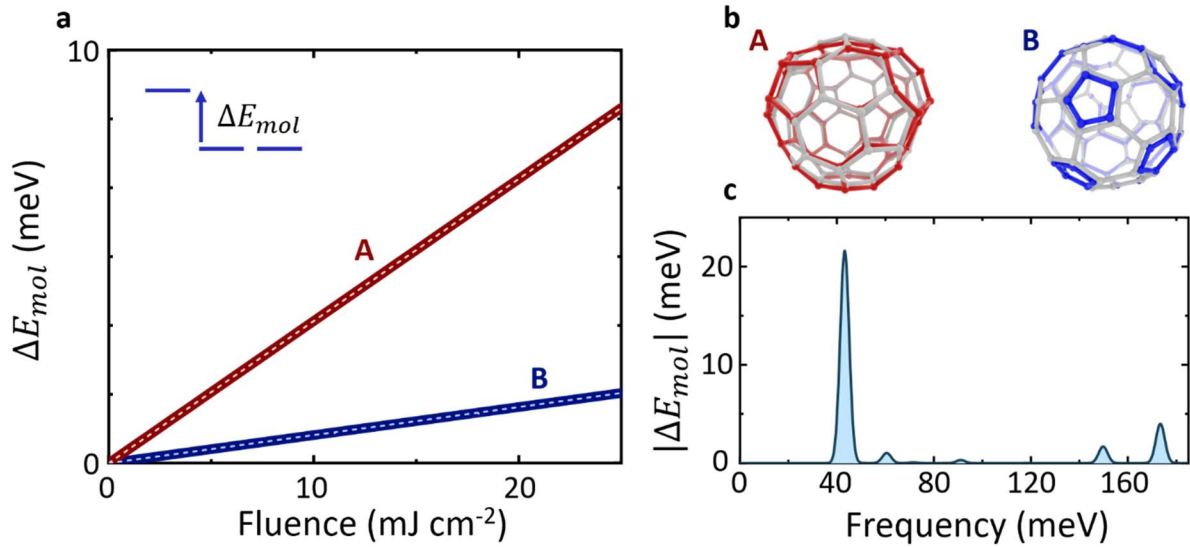 a
10
ΔE_mol
A
B
ΔE_mol (meV)
0
0
10
20
Fluence (mJ cm⁻²)
b
A
B
c
20
10
0
|ΔE_mol| (meV)
0
40
80
120
160
Frequency (meV)